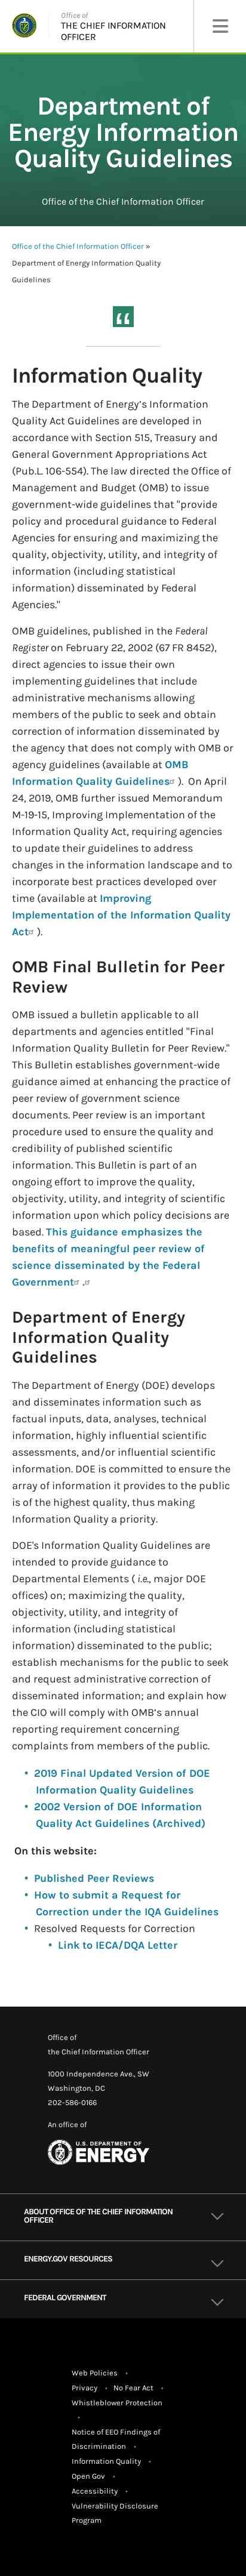 Office of
THE CHIEF INFORMATION
OFFICER
Department of
Energy Information
Quality Guidelines
Office of the Chief Information Officer
Office of the Chief Information Officer »
Department of Energy Information Quality
Guidelines
Information Quality
The Department of Energy's Information
Quality Act Guidelines are developed in
accordance with Section 515, Treasury and
General Government Appropriations Act
(Pub.L. 106-554). The law directed the Office of
Management and Budget (OMB) to issue
government-wide guidelines that "provide
policy and procedural guidance to Federal
Agencies for ensuring and maximizing the
quality, objectivity, utility, and integrity of
information (including statistical
information) disseminated by Federal
Agencies."
OMB guidelines, published in the Federal
Register on February 22, 2002 (67 FR 8452),
direct agencies to issue their own
implementing guidelines that include
administrative mechanisms allowing
members of the public to seek and obtain
correction of information disseminated by
the agency that does not comply with OMB or
agency guidelines (available at OMB
Information Quality Guidelines ). On April
24, 2019, OMB further issued Memorandum
M-19-15, Improving Implementation of the
Information Quality Act, requiring agencies
to update their guidelines to address
changes in the information landscape and to
incorporate best practices developed over
time (available at Improving
Implementation of the Information Quality
Act ).
OMB Final Bulletin for Peer
Review
OMB issued a bulletin applicable to all
departments and agencies entitled "Final
Information Quality Bulletin for Peer Review."
This Bulletin establishes government-wide
guidance aimed at enhancing the practice of
peer review of government science
documents. Peer review is an important
procedure used to ensure the quality and
credibility of published scientific
information. This Bulletin is part of an
ongoing effort to improve the quality,
objectivity, utility, and integrity of scientific
information upon which policy decisions are
based. This guidance emphasizes the
benefits of meaningful peer review of
science disseminated by the Federal
Government .
Department of Energy
Information Quality
Guidelines
The Department of Energy (DOE) develops
and disseminates information such as
factual inputs, data, analyses, technical
information, highly influential scientific
assessments, and/or influential scientific
information. DOE is committed to ensure the
array of information it provides to the public
is of the highest quality, thus making
Information Quality a priority.
DOE's Information Quality Guidelines are
intended to provide guidance to
Departmental Elements ( i.e., major DOE
offices) on; maximizing the quality,
objectivity, utility, and integrity of
information (including statistical
information) disseminated to the public;
establish mechanisms for the public to seek
and request administrative correction of
disseminated information; and explain how
the CIO will comply with OMB's annual
reporting requirement concerning
complaints from members of the public.
• 2019 Final Updated Version of DOE
Information Quality Guidelines
• 2002 Version of DOE Information
Quality Act Guidelines (Archived)
On this website:
• Published Peer Reviews
• How to submit a Request for
Correction under the IQA Guidelines
• Resolved Requests for Correction
• Link to IECA/DQA Letter
Office of
the Chief Information Officer
1000 Independence Ave., SW
Washington, DC
202-586-0166
An office of
U.S. DEPARTMENT OF
ENERGY
ABOUT OFFICE OF THE CHIEF INFORMATION
OFFICER
ENERGY.GOV RESOURCES
FEDERAL GOVERNMENT
Web Policies •
Privacy • No Fear Act •
Whistleblower Protection
•
Notice of EEO Findings of
Discrimination •
Information Quality •
Open Gov •
Accessibility •
Vulnerability Disclosure
Program